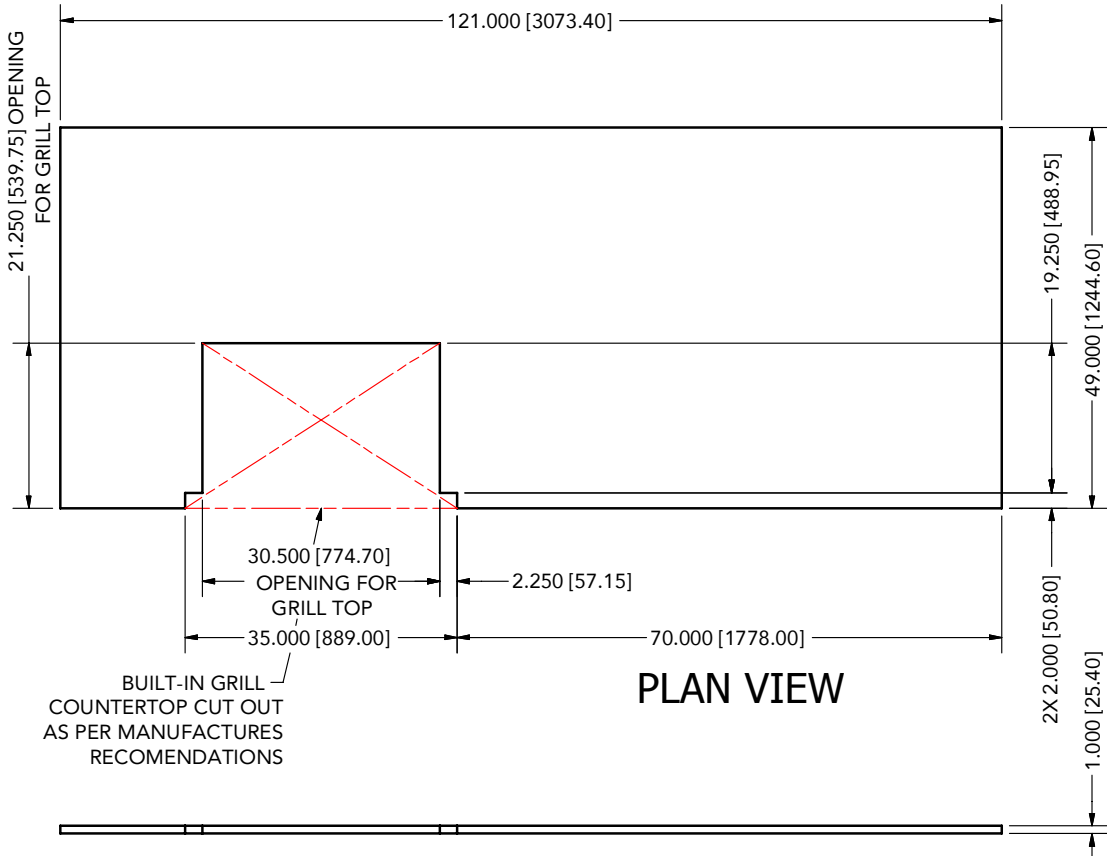 121.000 [3073.40]
21.250 [539.75] OPENING
FOR GRILL TOP
19.250 [488.95]
49.000 [1244.60]
30.500 [774.70]
OPENING FOR
GRILL TOP
2.250 [57.15]
35.000 [889.00]
70.000 [1778.00]
2X 2.000 [50.80]
BUILT-IN GRILL
COUNTERTOP CUT OUT
AS PER MANUFACTURES
RECOMENDATIONS
PLAN VIEW
1.000 [25.40]